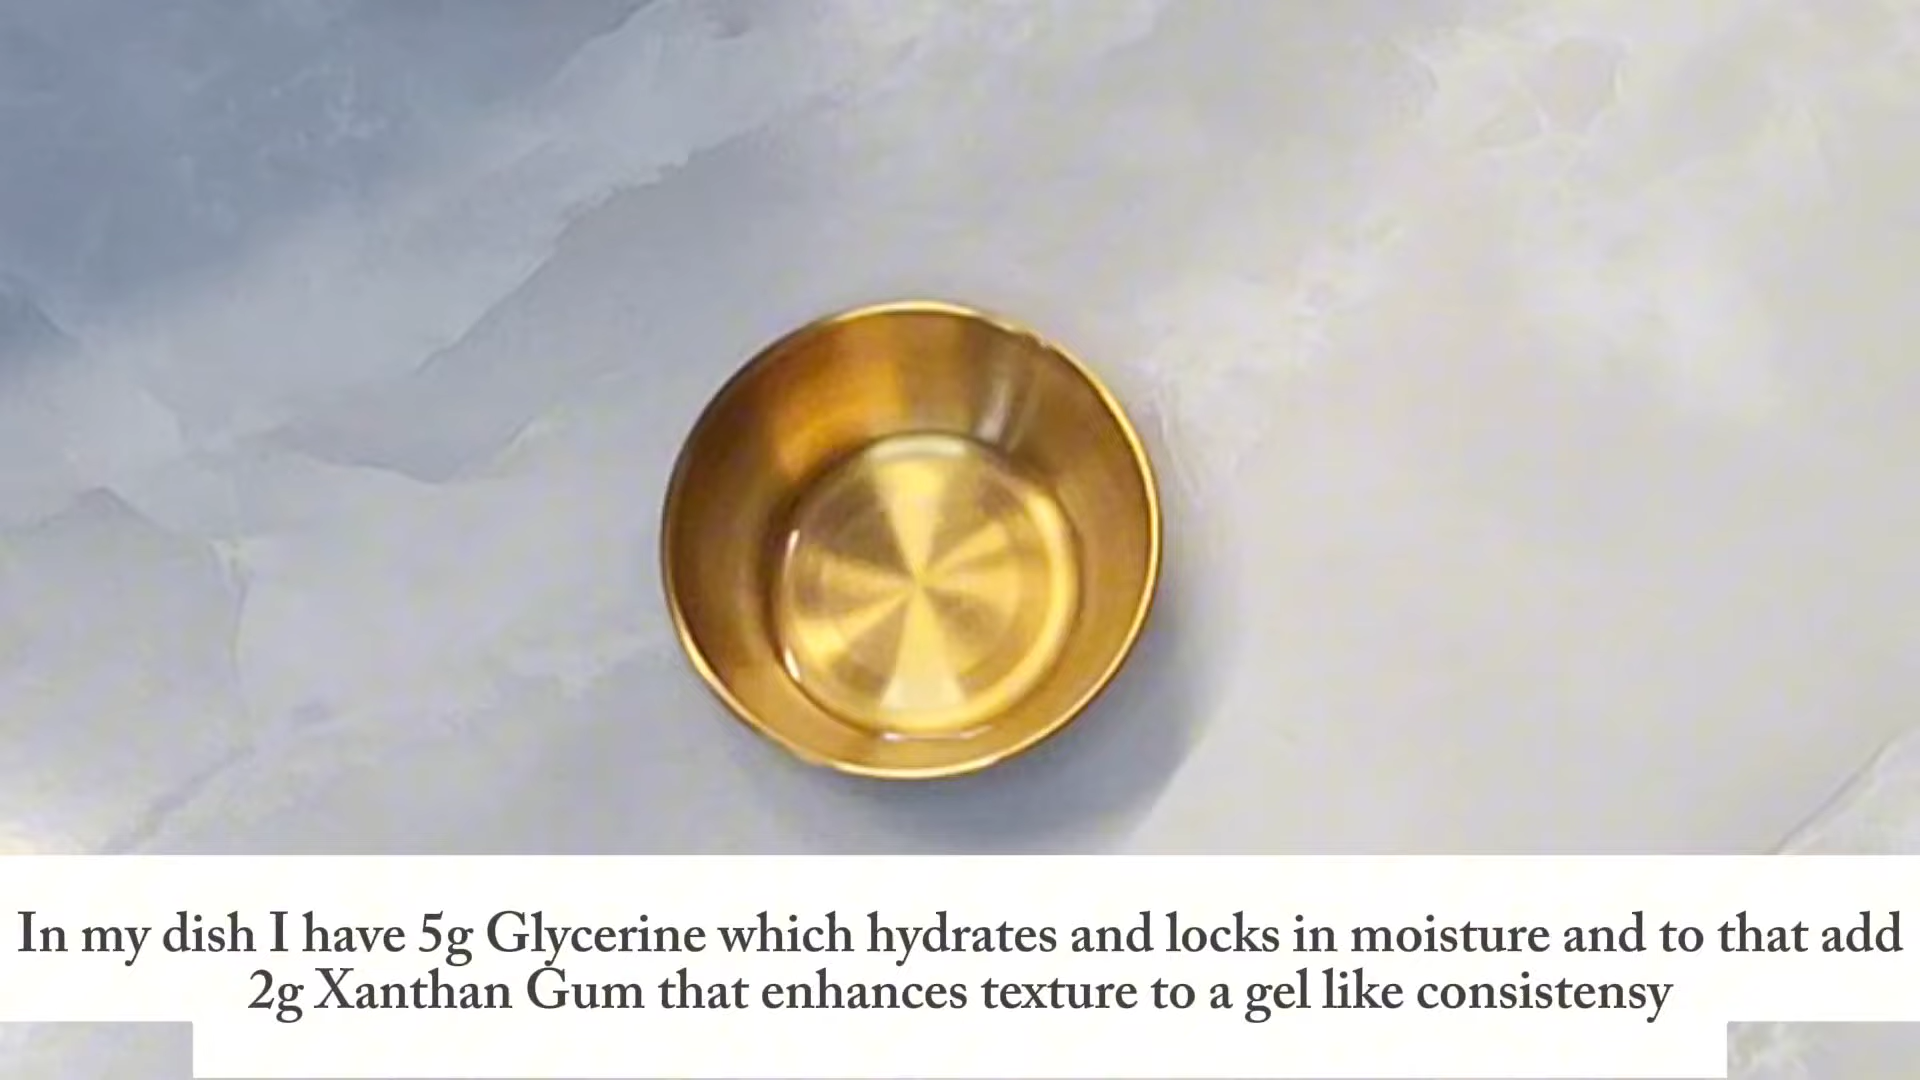 In my dish I have 5g Glycerine which hydrates and locks in moisture and to that add
2g Xanthan Gum that enhances texture to a gel like consistensy